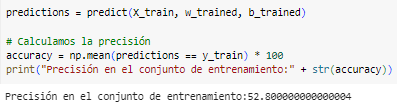 predictions = predict(X_train, w_trained, b_trained)
# Calculamos la precisión
accuracy = np.mean(predictions == y_train) * 100
print("Precisión en el conjunto de entrenamiento:" + str(accuracy))
Precisión en el conjunto de entrenamiento:52.800000000000004